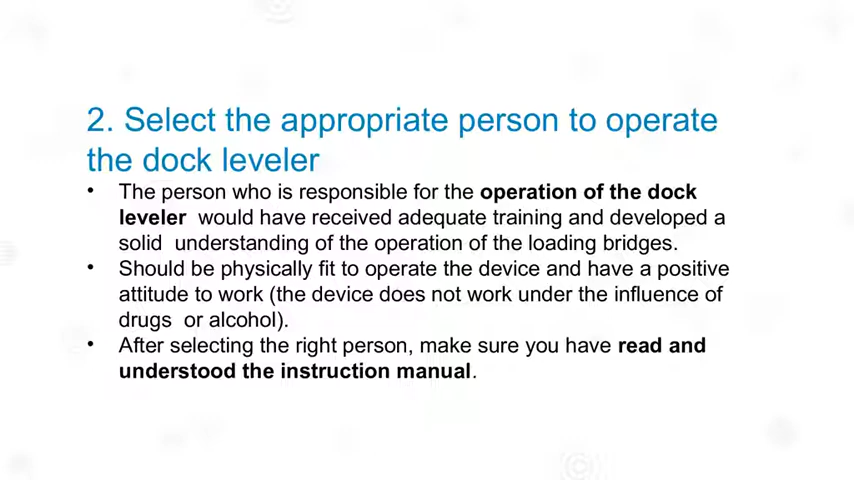 2. Select the appropriate person to operate
the dock leveler
• The person who is responsible for the operation of the dock
leveler would have received adequate training and developed a
solid understanding of the operation of the loading bridges.
• Should be physically fit to operate the device and have a positive
attitude to work (the device does not work under the influence of
drugs or alcohol).
• After selecting the right person, make sure you have read and
understood the instruction manual.